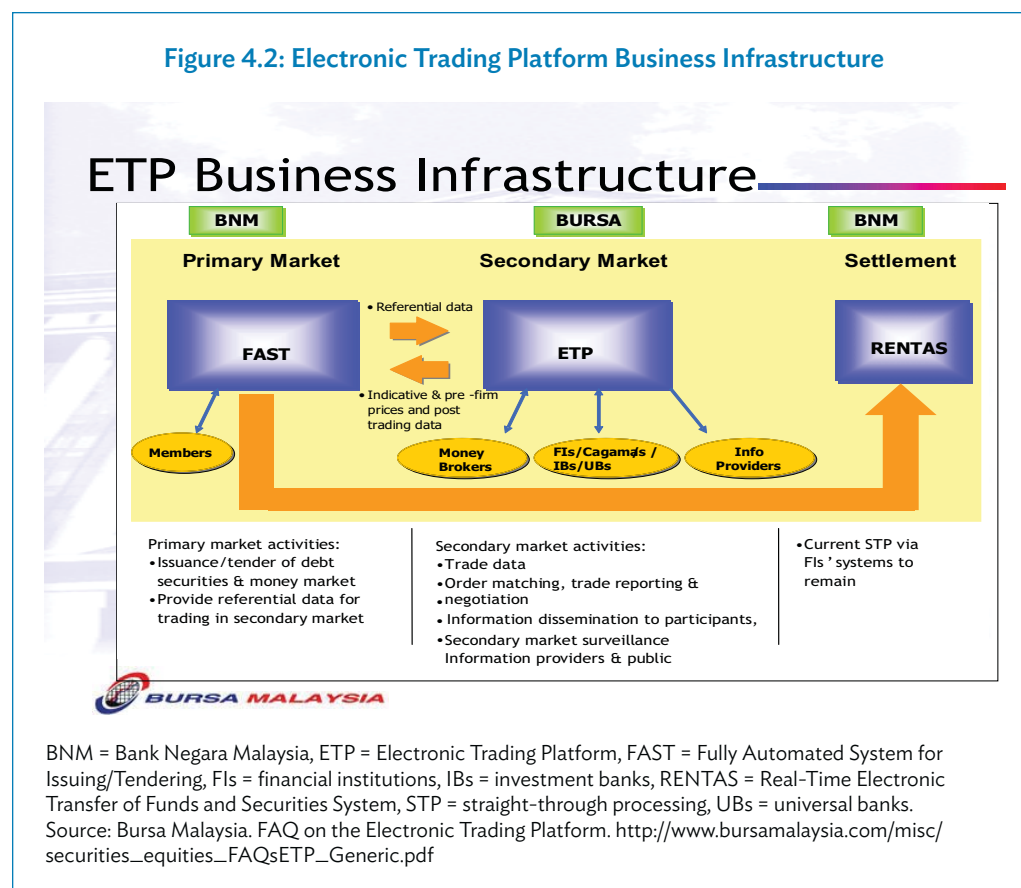 Figure 4.2: Electronic Trading Platform Business Infrastructure
ETP Business Infrastructure
BNM
BURSA
BNM
Primary Market
Secondary Market
Settlement
• Referential data
FAST
ETP
RENTAS
• Indicative & pre -firm
prices and post
trading data
Members
Money
Brokers
FIs/Cagamas /
IBs/UBs
Info
Providers
Primary market activities:
•Issuance/tender of debt
securities & money market
•Provide referential data for
trading in secondary market
Secondary market activities:
•Trade data
•Order matching, trade reporting &
•negotiation
• Information dissemination to participants,
•Secondary market surveillance
Information providers & public
•Current STP via
FIs ’ systems to
remain
BURSA MALAYSIA
BNM = Bank Negara Malaysia, ETP = Electronic Trading Platform, FAST = Fully Automated System for
Issuing/Tendering, FIs = financial institutions, IBs = investment banks, RENTAS = Real-Time Electronic
Transfer of Funds and Securities System, STP = straight-through processing, UBs = universal banks.
Source: Bursa Malaysia. FAQ on the Electronic Trading Platform. http://www.bursamalaysia.com/misc/
securities_equities_FAQsETP_Generic.pdf